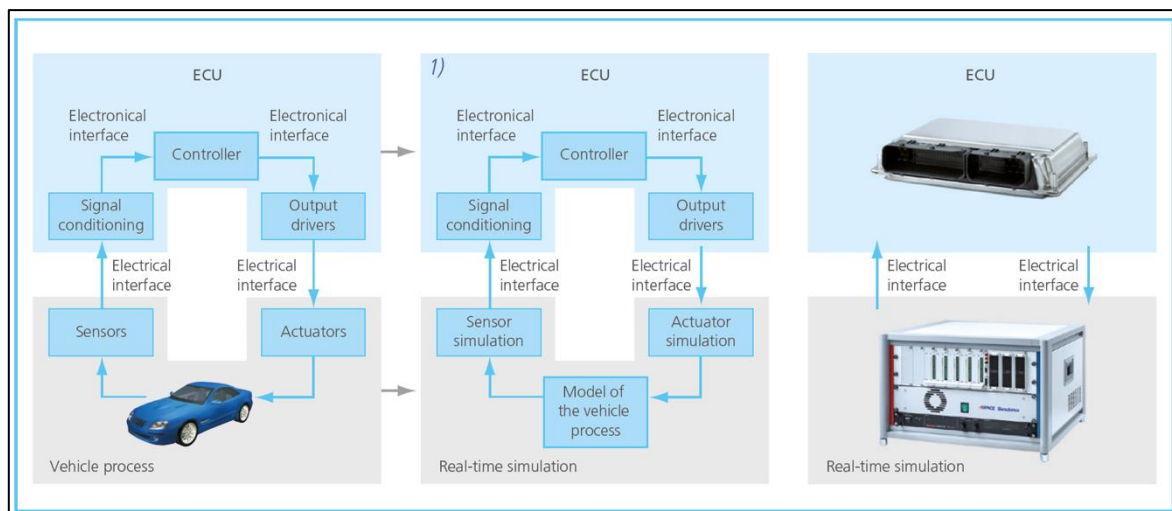 ECU
Electronical
interface
Electronical
interface
Controller
Signal
conditioning
Output
drivers
Electrical
interface
Electrical
interface
Sensors
Actuators
Vehicle process
1)
ECU
Electronical
interface
Electronical
interface
Controller
Signal
conditioning
Output
drivers
Electrical
interface
Electrical
interface
Sensor
simulation
Actuator
simulation
Model of
the vehicle
process
Real-time simulation
ECU
Electrical
interface
Electrical
interface
Simulator
Real-time simulation